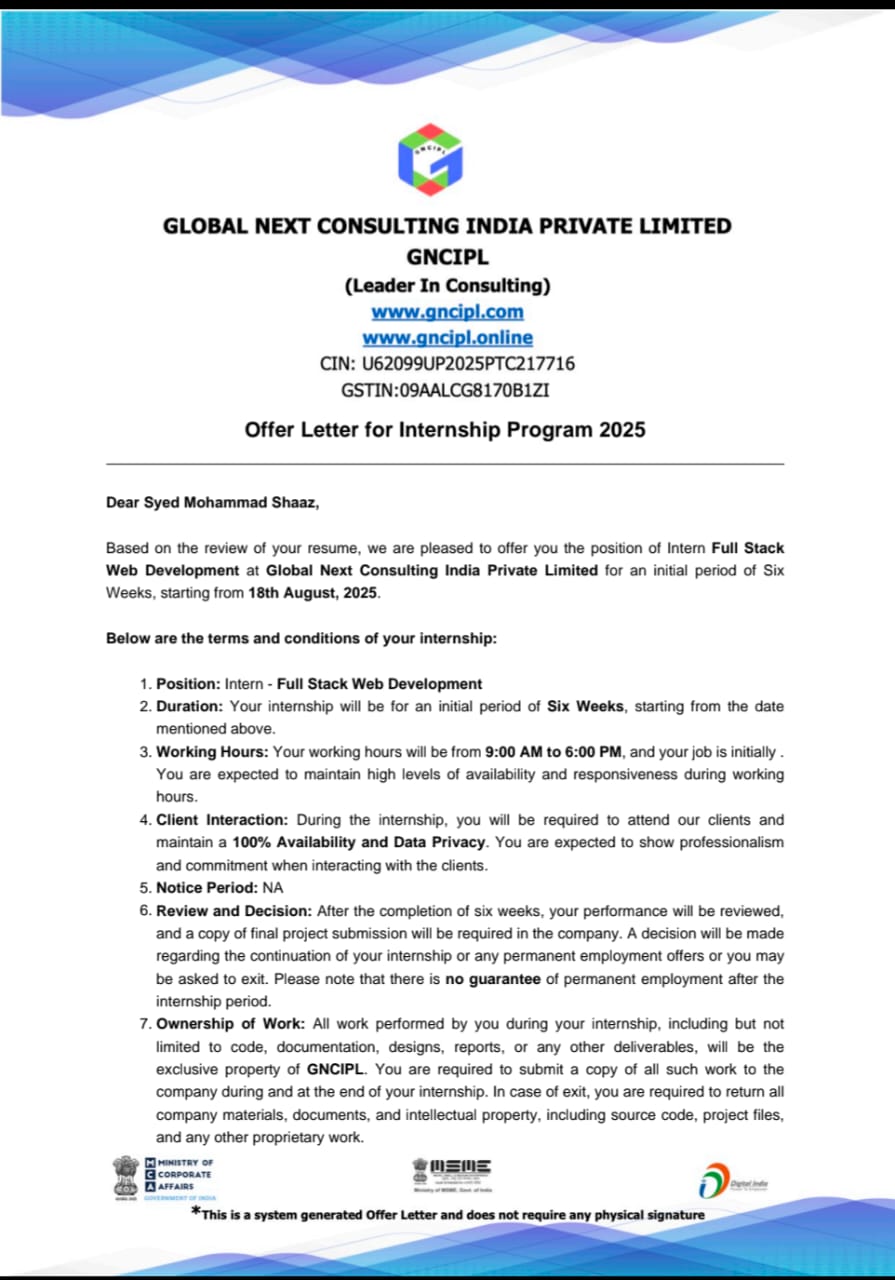 GNCIPL
GLOBAL NEXT CONSULTING INDIA PRIVATE LIMITED
GNCIPL
(Leader In Consulting)
www.gncipl.com
www.gncipl.online
CIN: U62099UP2025PTC217716
GSTIN:09AALCG8170B1ZI
Offer Letter for Internship Program 2025
Dear Syed Mohammad Shaaz,
Based on the review of your resume, we are pleased to offer you the position of Intern Full Stack
Web Development at Global Next Consulting India Private Limited for an initial period of Six
Weeks, starting from 18th August, 2025.
Below are the terms and conditions of your internship:
1. Position: Intern - Full Stack Web Development
2. Duration: Your internship will be for an initial period of Six Weeks, starting from the date
mentioned above.
3. Working Hours: Your working hours will be from 9:00 AM to 6:00 PM, and your job is initially .
You are expected to maintain high levels of availability and responsiveness during working
hours.
4. Client Interaction: During the internship, you will be required to attend our clients and
maintain a 100% Availability and Data Privacy. You are expected to show professionalism
and commitment when interacting with the clients.
5. Notice Period: NA
6. Review and Decision: After the completion of six weeks, your performance will be reviewed,
and a copy of final project submission will be required in the company. A decision will be made
regarding the continuation of your internship or any permanent employment offers or you may
be asked to exit. Please note that there is no guarantee of permanent employment after the
internship period.
7. Ownership of Work: All work performed by you during your internship, including but not
limited to code, documentation, designs, reports, or any other deliverables, will be the
exclusive property of GNCIPL. You are required to submit a copy of all such work to the
company during and at the end of your internship. In case of exit, you are required to return all
company materials, documents, and intellectual property, including source code, project files,
and any other proprietary work.
M MINISTRY OF
C CORPORATE
A AFFAIRS
GOVERNMENT OF INDIA
MSME
Ministry of MSME, Govt. of India
Digital India
*This is a system generated Offer Letter and does not require any physical signature